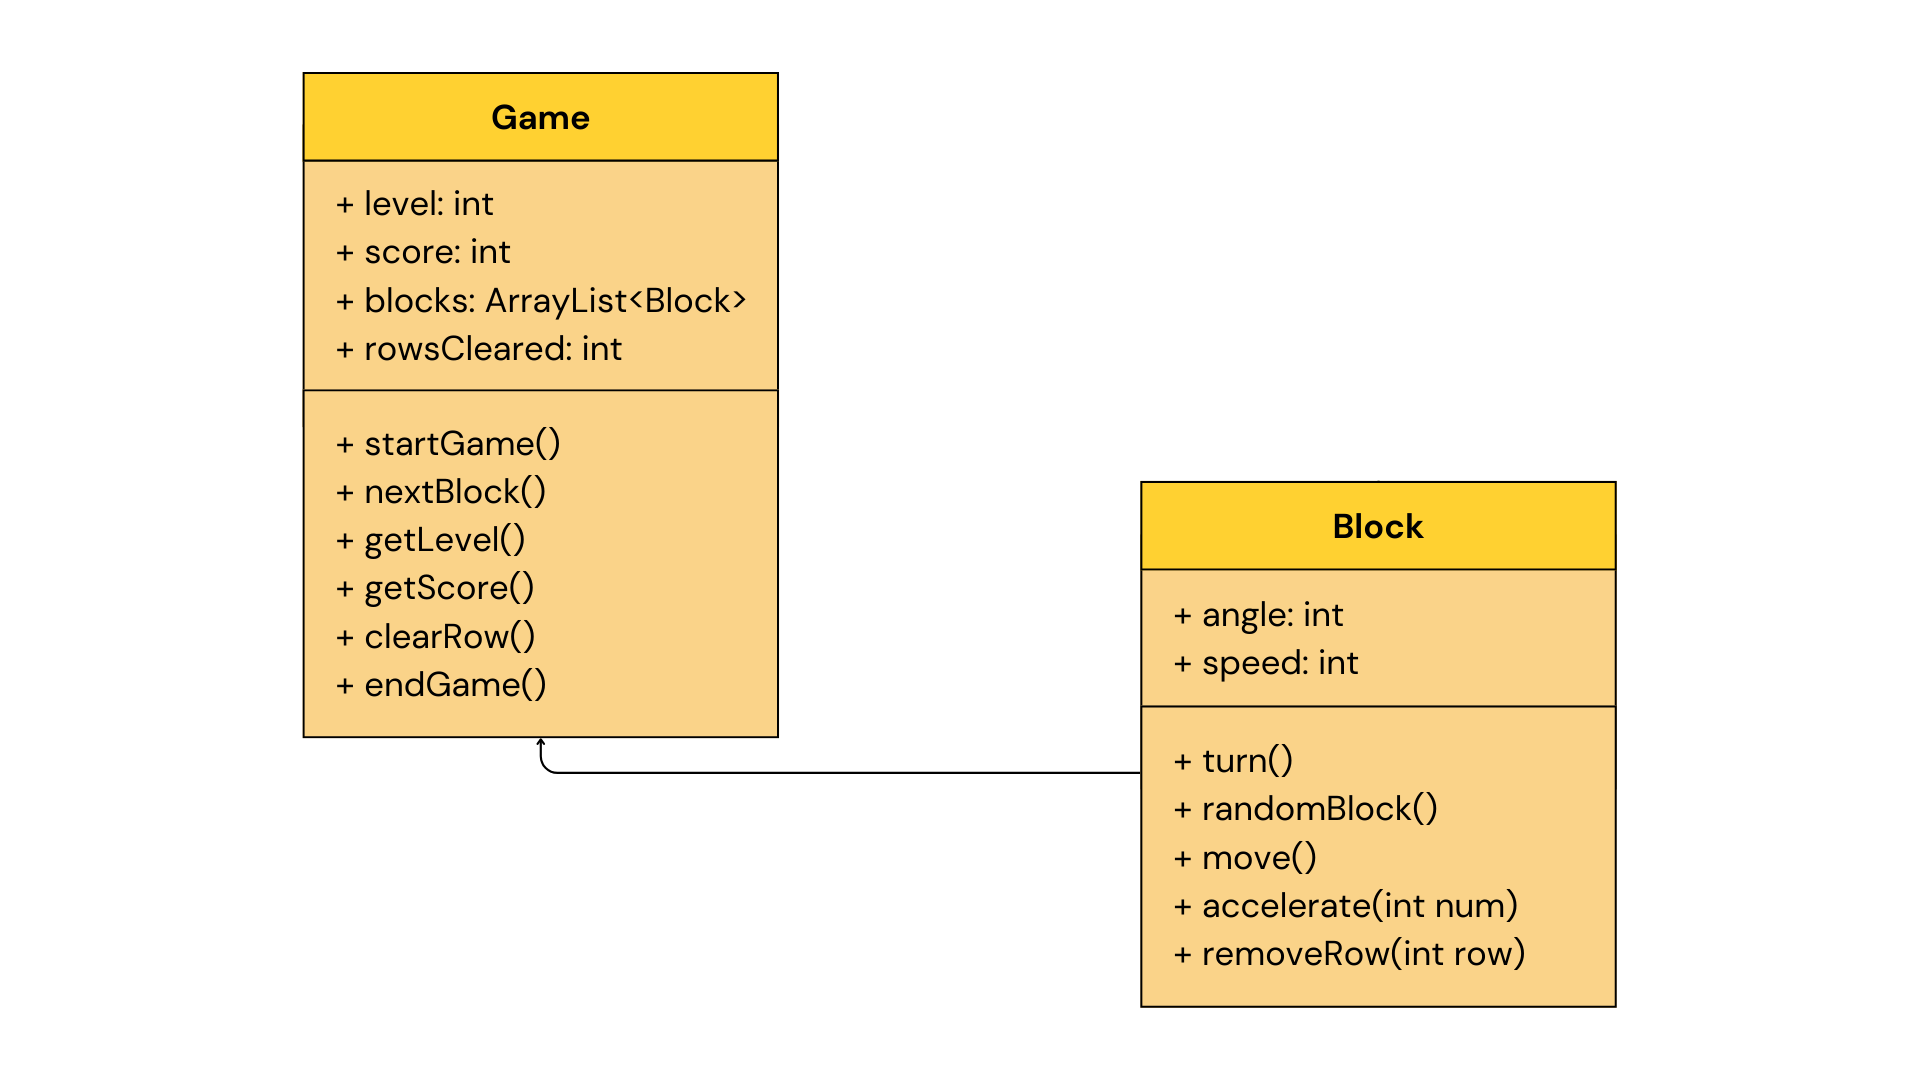 Game
+ level: int
+ score: int
+ blocks: ArrayList<Block>
+ rowsCleared: int
+ startGame()
+ nextBlock()
+ getLevel()
+ getScore()
+ clearRow()
+ endGame()
Block
+ angle: int
+ speed: int
+ turn()
+ randomBlock()
+ move()
+ accelerate(int num)
+ removeRow(int row)